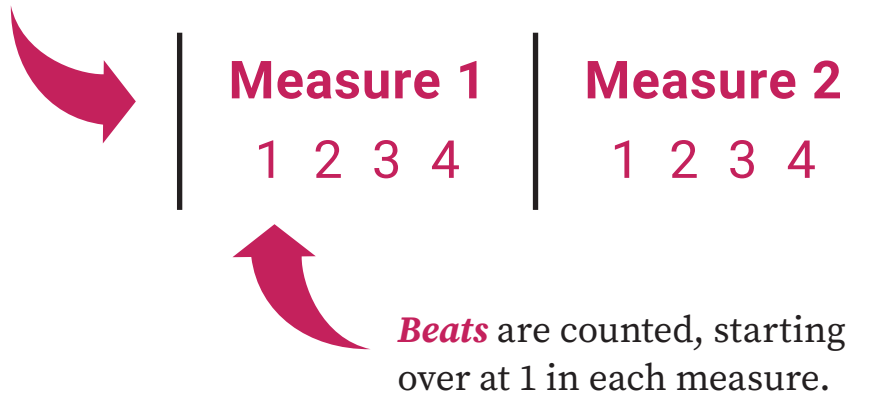 Measure 1 Measure 2
1 2 3 4 1 2 3 4
Beats are counted, starting
over at 1 in each measure.